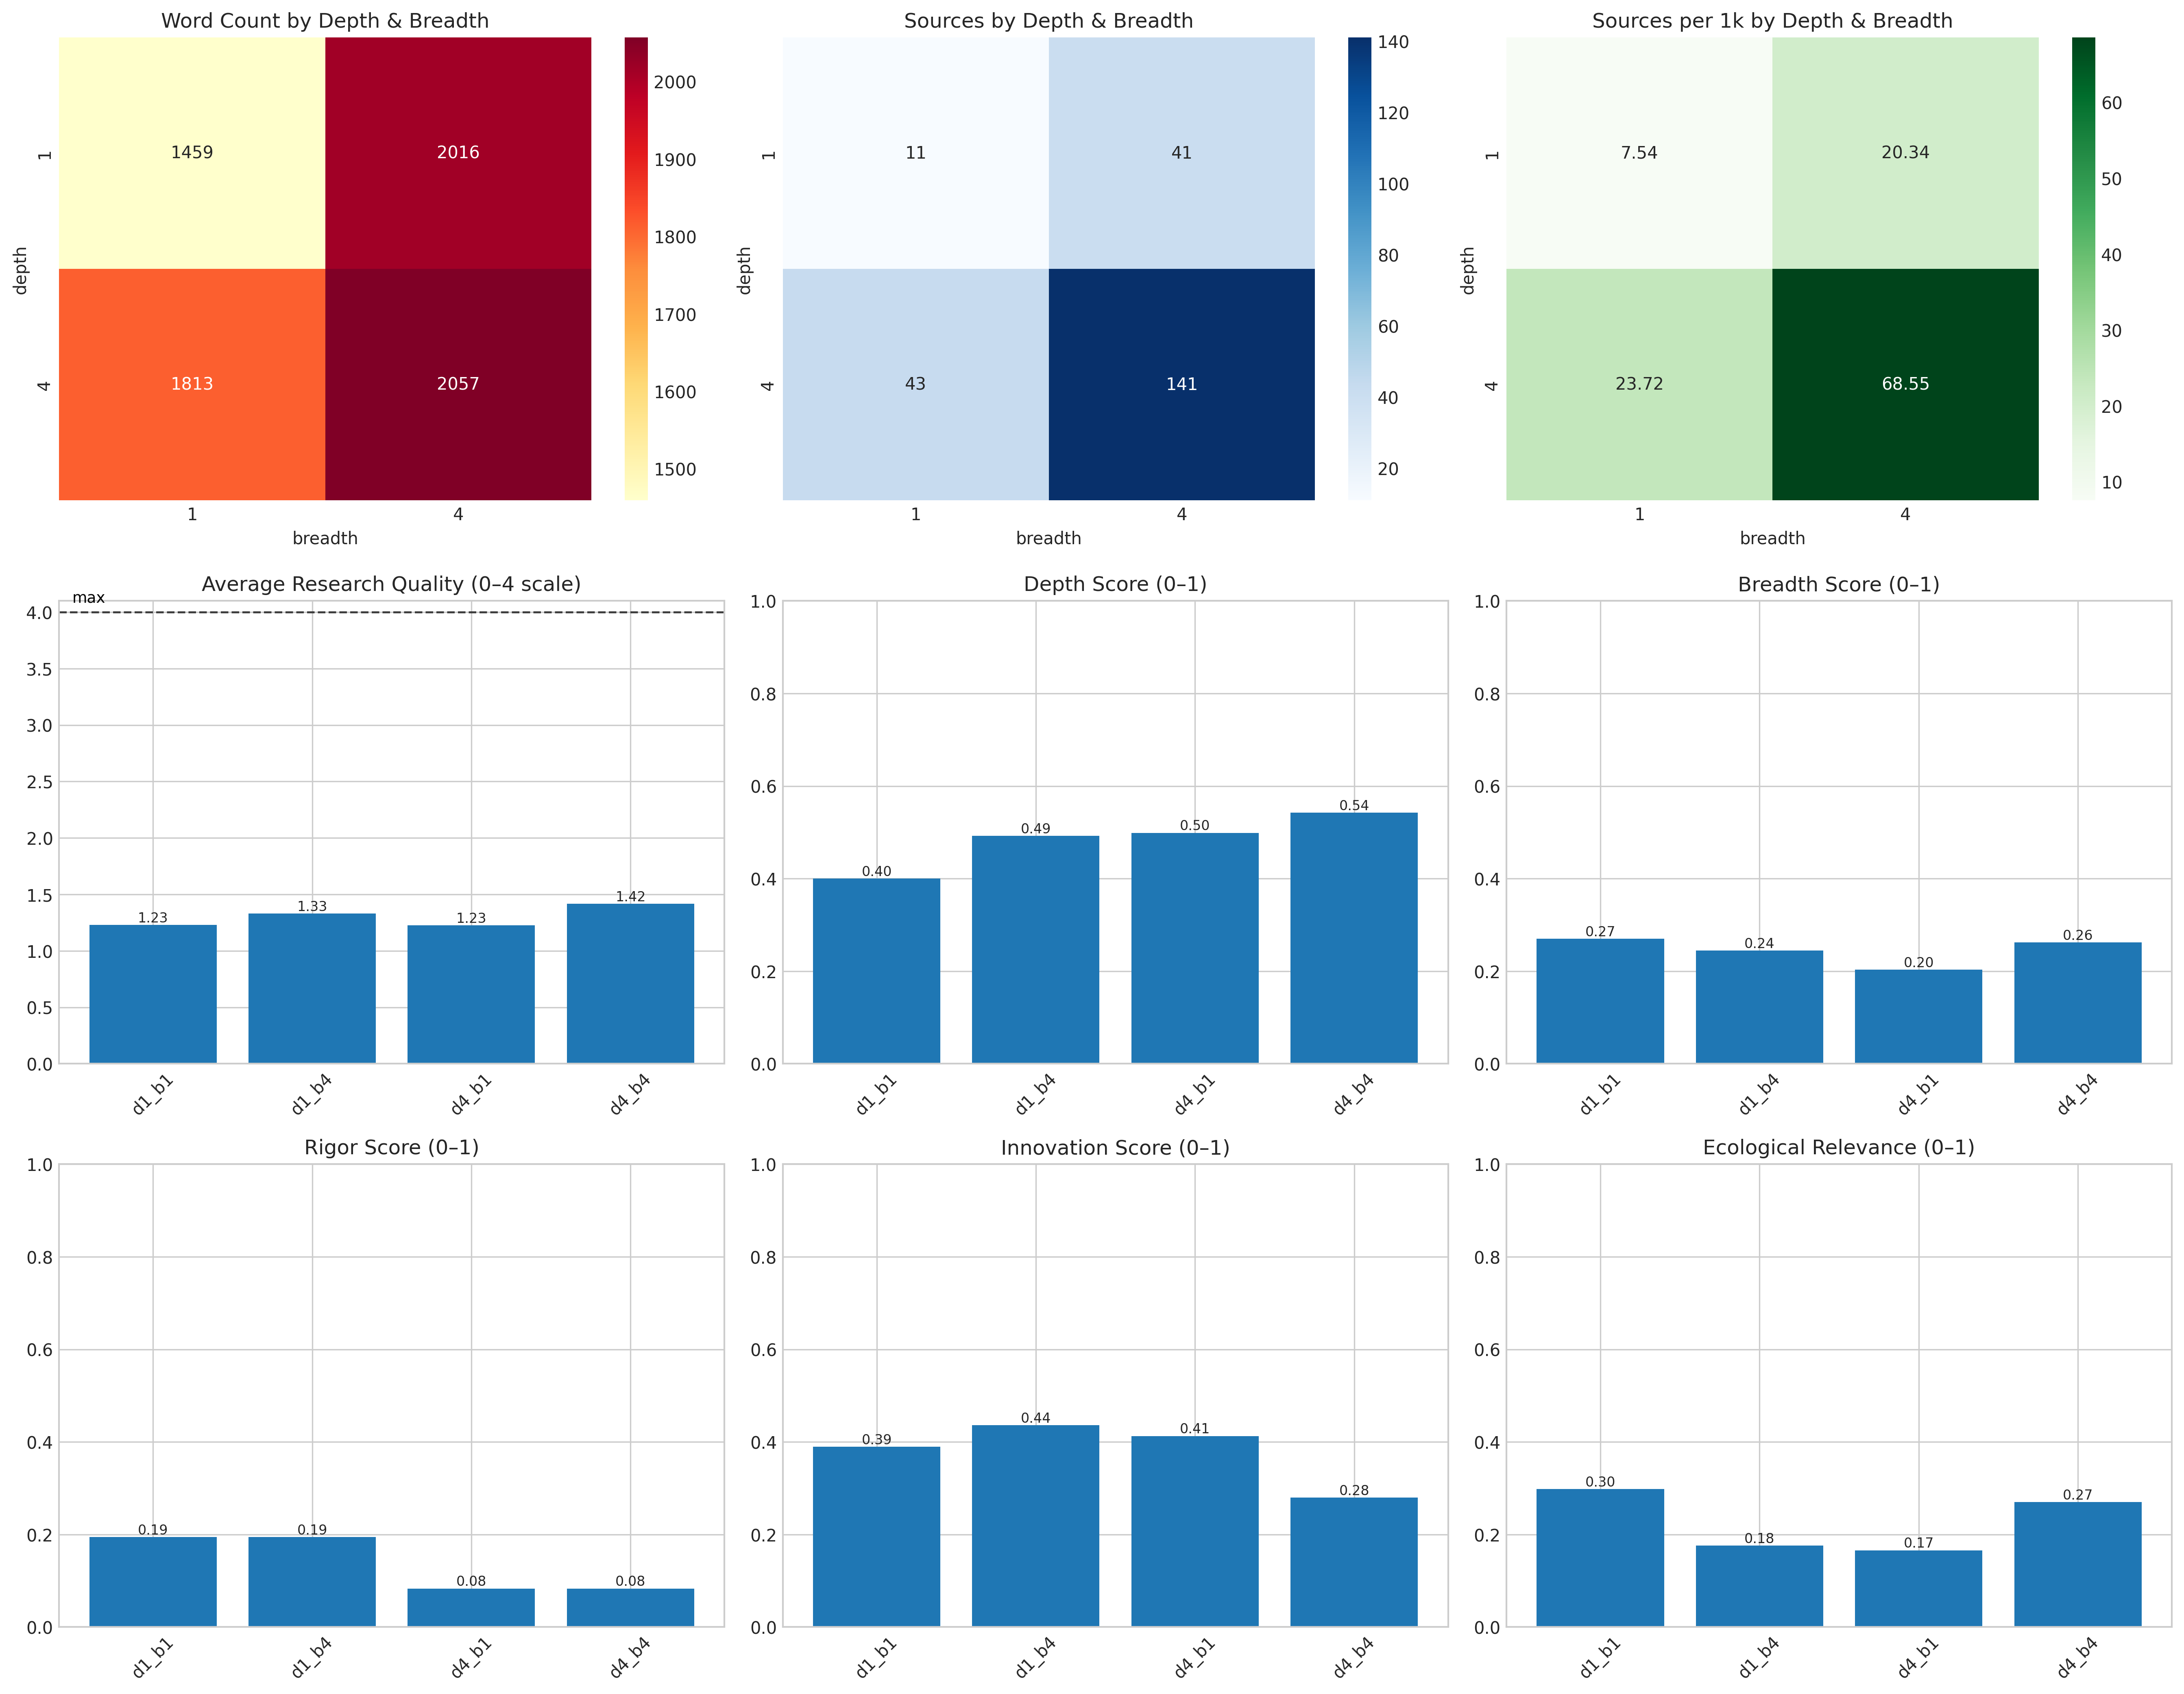 Word Count by Depth & Breadth
1459
2016
1813
2057
1
4
depth
1
4
breadth
2000
1900
1800
1700
1600
1500
Sources by Depth & Breadth
11
41
43
141
1
4
depth
1
4
breadth
140
120
100
80
60
40
20
Sources per 1k by Depth & Breadth
7.54
20.34
23.72
68.55
1
4
depth
1
4
breadth
60
50
40
30
20
10
Average Research Quality (0–4 scale)
max
4.0
3.5
3.0
2.5
2.0
1.5
1.0
0.5
0.0
1.23
1.33
1.23
1.42
d1_b1
d1_b4
d4_b1
d4_b4
Depth Score (0–1)
1.0
0.8
0.6
0.4
0.2
0.0
0.40
0.49
0.50
0.54
d1_b1
d1_b4
d4_b1
d4_b4
Breadth Score (0–1)
1.0
0.8
0.6
0.4
0.2
0.0
0.27
0.24
0.20
0.26
d1_b1
d1_b4
d4_b1
d4_b4
Rigor Score (0–1)
1.0
0.8
0.6
0.4
0.2
0.0
0.19
0.19
0.08
0.08
d1_b1
d1_b4
d4_b1
d4_b4
Innovation Score (0–1)
1.0
0.8
0.6
0.4
0.2
0.0
0.39
0.44
0.41
0.28
d1_b1
d1_b4
d4_b1
d4_b4
Ecological Relevance (0–1)
1.0
0.8
0.6
0.4
0.2
0.0
0.30
0.18
0.17
0.27
d1_b1
d1_b4
d4_b1
d4_b4